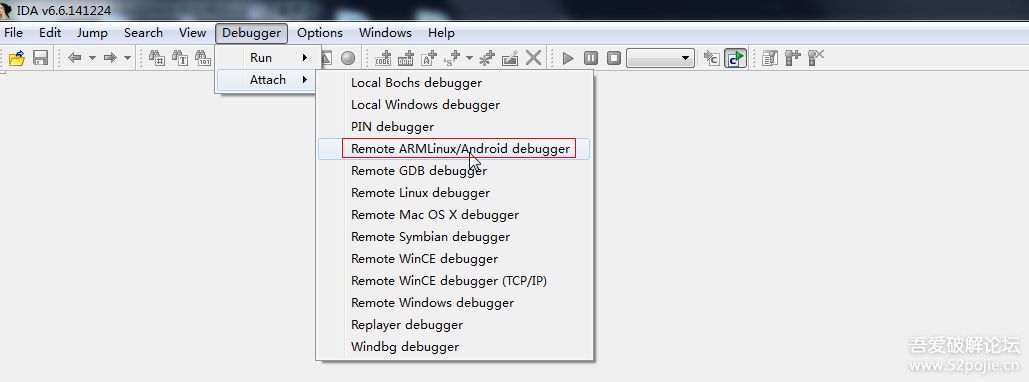 IDA v6.6.141224
File Edit Jump Search View Debugger Options Windows Help
Run
Attach
Local Bochs debugger
Local Windows debugger
PIN debugger
Remote ARMLinux/Android debugger
Remote GDB debugger
Remote Linux debugger
Remote Mac OS X debugger
Remote Symbian debugger
Remote WinCE debugger
Remote WinCE debugger (TCP/IP)
Remote Windows debugger
Replayer debugger
Windbg debugger
吾爱破解论坛
www.52pojie.cn